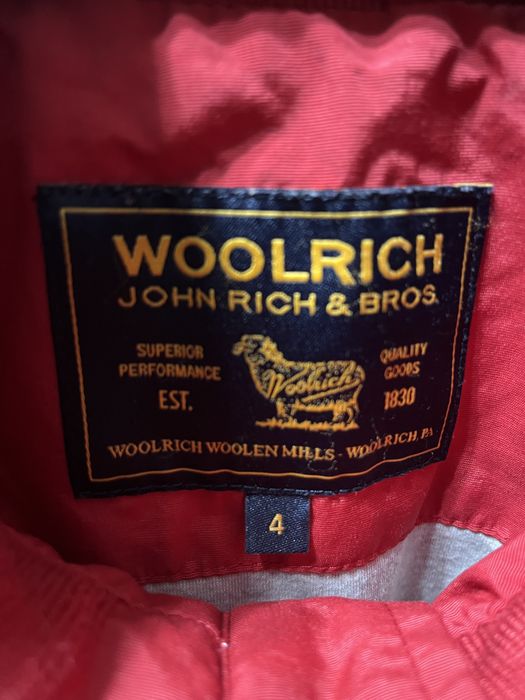 WOOLRICH
JOHN RICH & BROS.
SUPERIOR
PERFORMANCE
EST.
Woolrich
QUALITY
GOODS
1830
WOOLRICH WOOLEN MILLS - WOOLRICH, PA
4